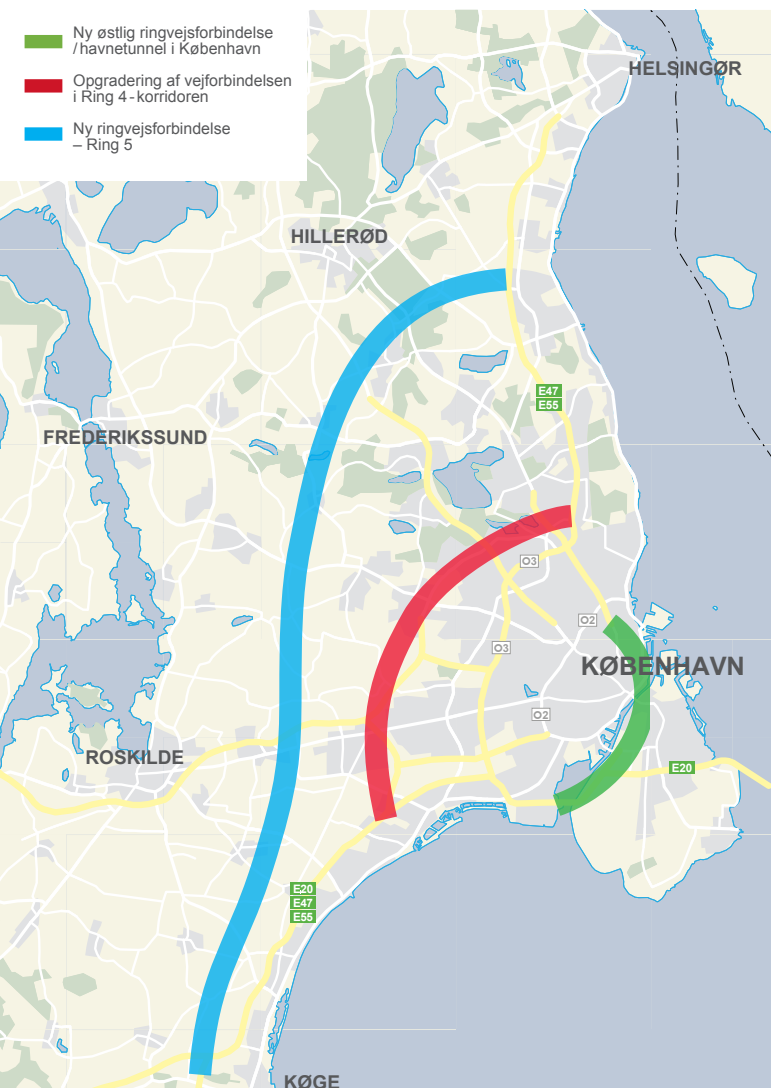 Ny østlig ringvejsforbindelse
/havnetunnel i København
Opgradering af vejforbindelsen
i Ring 4-korridoren
Ny ringvejsforbindelse
– Ring 5
HELSINGØR
HILLERØD
E47
E55
FREDERIKSSUND
O3
O2
O3
KØBENHAVN
O2
ROSKILDE
E20
E20
E47
E55
KØGE